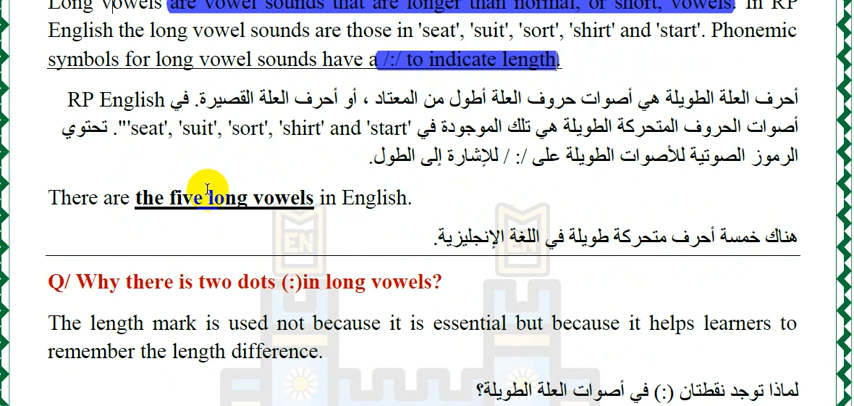 Long vowels are vowel sounds that are longer than normal, or short, vowels. In RP
English the long vowel sounds are those in 'seat', 'suit', 'sort', 'shirt' and 'start'. Phonemic
symbols for long vowel sounds have a /:/ to indicate length.
أحرف العلة الطويلة هي أصوات حروف العلة أطول من المعتاد ، أو أحرف العلة القصيرة. في RP English
أصوات الحروف المتحركة الطويلة هي تلك الموجودة في 'seat', 'suit', 'sort', 'shirt' and 'start'". تحتوي
الرموز الصوتية للأصوات الطويلة على /: / للإشارة إلى الطول.
There are the five long vowels in English.
هناك خمسة أحرف متحركة طويلة في اللغة الإنجليزية.
Q/ Why there is two dots (:)in long vowels?
The length mark is used not because it is essential but because it helps learners to
remember the length difference.
لماذا توجد نقطتان (:) في أصوات العلة الطويلة؟
EN
EN